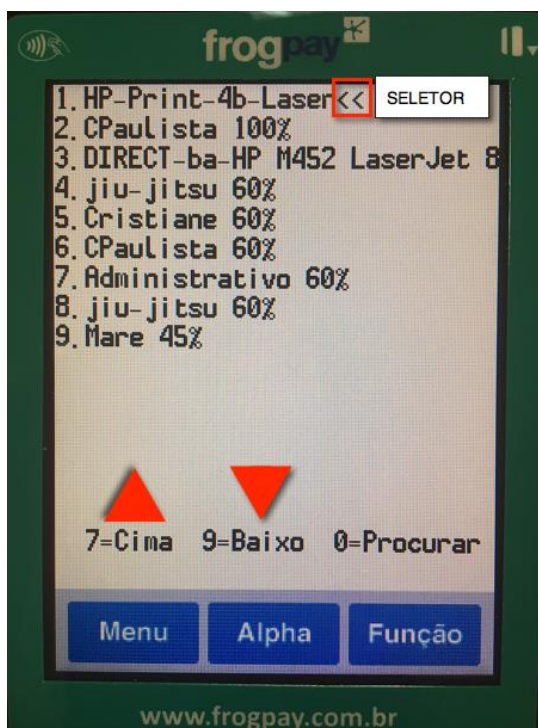 frogpay
1. HP-Print-4b-Laser<< SELETOR
2. CPaulista 100%
3. DIRECT-ba-HP M452 LaserJet 8
4. jiu-jitsu 60%
5. Cristiane 60%
6. CPaulista 60%
7. Administrativo 60%
8. jiu-jitsu 60%
9. Mare 45%
7=Cima 9=Baixo 0=Procurar
Menu Alpha Função
www.frogpay.com.br